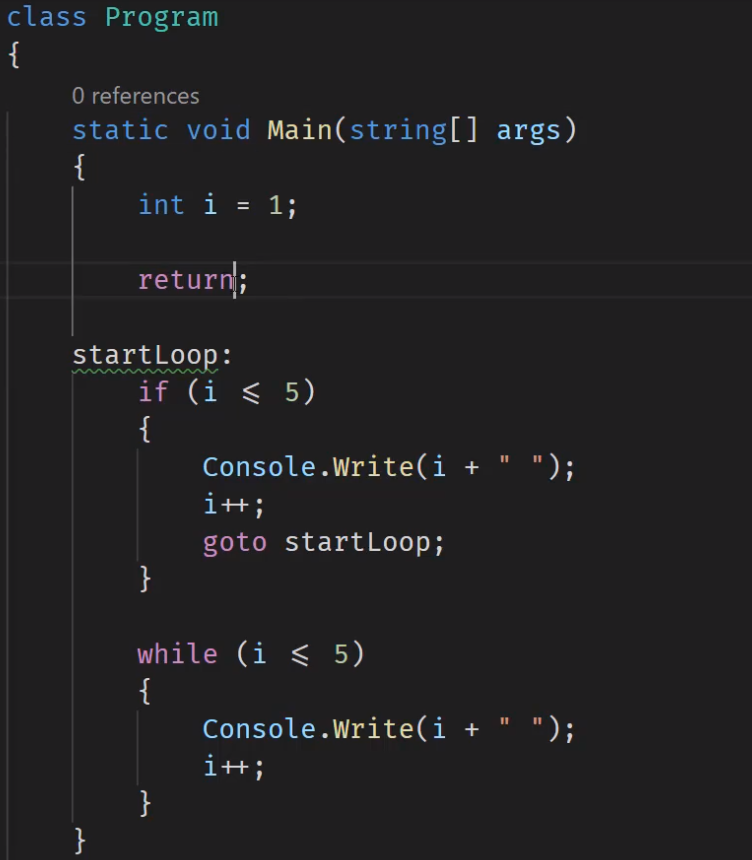 class Program
{
0 references
static void Main(string[] args)
{
int i = 1;
return;
startLoop:
if (i <= 5)
{
Console.Write(i + " ");
i++;
goto startLoop;
}
while (i <= 5)
{
Console.Write(i + " ");
i++;
}
}